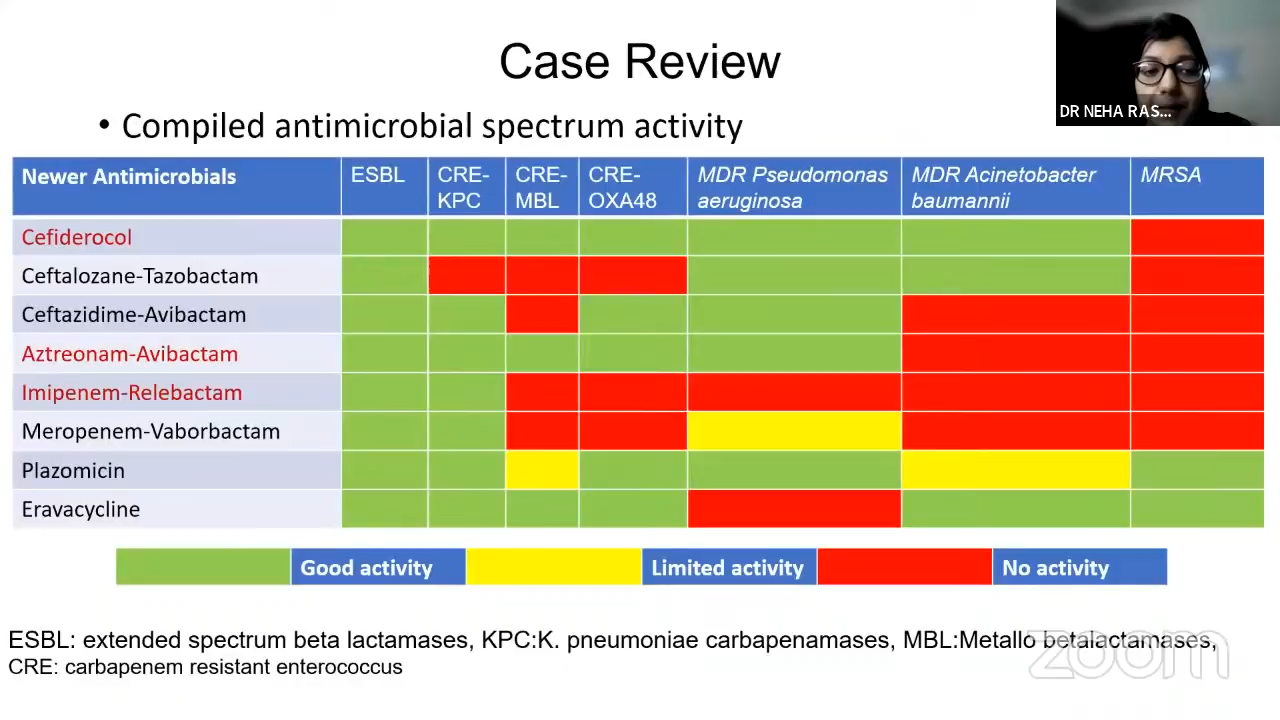 Case Review
DR NEHA RAS...
• Compiled antimicrobial spectrum activity
Newer Antimicrobials ESBL CRE-KPC CRE-MBL CRE-OXA48 MDR Pseudomonas aeruginosa MDR Acinetobacter baumannii MRSA
Cefiderocol
Ceftalozane-Tazobactam
Ceftazidime-Avibactam
Aztreonam-Avibactam
Imipenem-Relebactam
Meropenem-Vaborbactam
Plazomicin
Eravacycline
Good activity Limited activity No activity
ESBL: extended spectrum beta lactamases, KPC:K. pneumoniae carbapenamases, MBL:Metallo betalactamases,
CRE: carbapenem resistant enterococcus
zoom